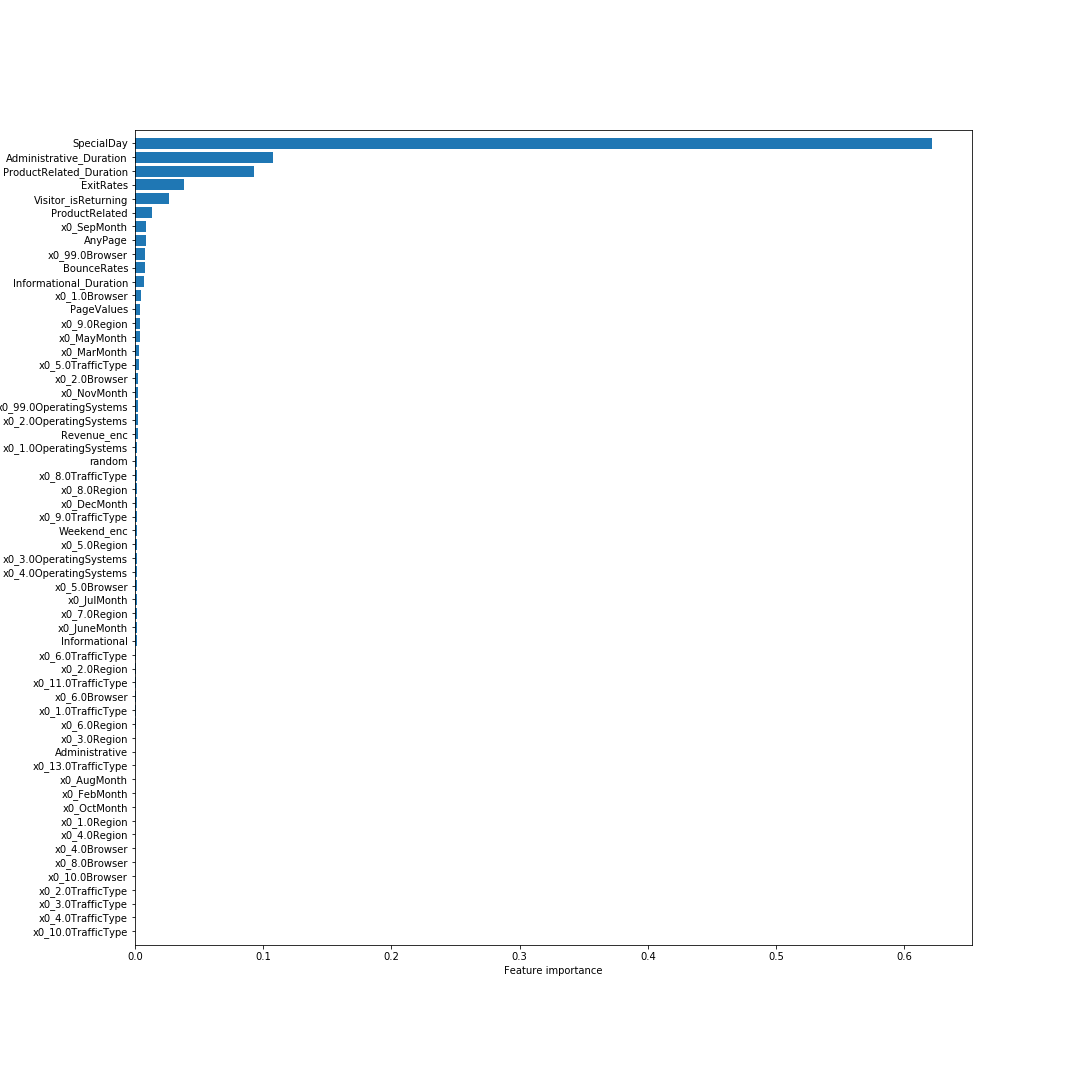 SpecialDay
Administrative_Duration
ProductRelated_Duration
ExitRates
Visitor_isReturning
ProductRelated
x0_SepMonth
AnyPage
x0_99.0Browser
BounceRates
Informational_Duration
x0_1.0Browser
PageValues
x0_9.0Region
x0_MayMonth
x0_MarMonth
x0_5.0TrafficType
x0_2.0Browser
x0_NovMonth
x0_99.0OperatingSystems
x0_2.0OperatingSystems
Revenue_enc
x0_1.0OperatingSystems
random
x0_8.0TrafficType
x0_8.0Region
x0_DecMonth
x0_9.0TrafficType
Weekend_enc
x0_5.0Region
x0_3.0OperatingSystems
x0_4.0OperatingSystems
x0_5.0Browser
x0_JulMonth
x0_7.0Region
x0_JuneMonth
Informational
x0_6.0TrafficType
x0_2.0Region
x0_11.0TrafficType
x0_6.0Browser
x0_1.0TrafficType
x0_6.0Region
x0_3.0Region
Administrative
x0_13.0TrafficType
x0_AugMonth
x0_FebMonth
x0_OctMonth
x0_1.0Region
x0_4.0Region
x0_4.0Browser
x0_8.0Browser
x0_10.0Browser
x0_2.0TrafficType
x0_3.0TrafficType
x0_4.0TrafficType
x0_10.0TrafficType
0.0 0.1 0.2 0.3 0.4 0.5 0.6
Feature importance